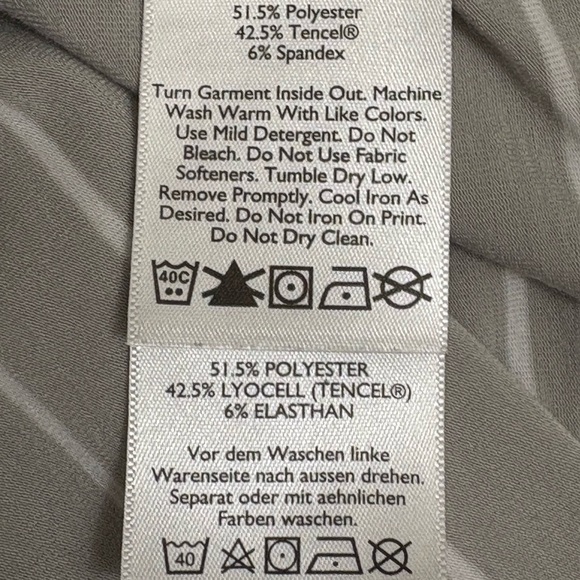 51.5% Polyester
42.5% Tencel®
6% Spandex
Turn Garment Inside Out. Machine
Wash Warm With Like Colors.
Use Mild Detergent. Do Not
Bleach. Do Not Use Fabric
Softeners. Tumble Dry Low.
Remove Promptly. Cool Iron As
Desired. Do Not Iron On Print.
Do Not Dry Clean.
40C
51.5% POLYESTER
42.5% LYOCELL (TENCEL®)
6% ELASTHAN
Vor dem Waschen linke
Warenseite nach aussen drehen.
Separat oder mit aehnlichen
Farben waschen.
40